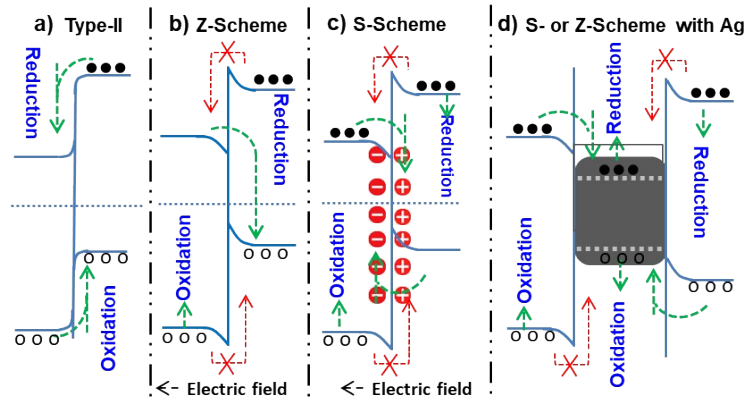 a) Type-II
Reduction
Oxidation
b) Z-Scheme
Reduction
Oxidation
<- Electric field
c) S-Scheme
Reduction
Oxidation
<- Electric field
d) S- or Z-Scheme with Ag
Reduction
Reduction
Oxidation
Oxidation